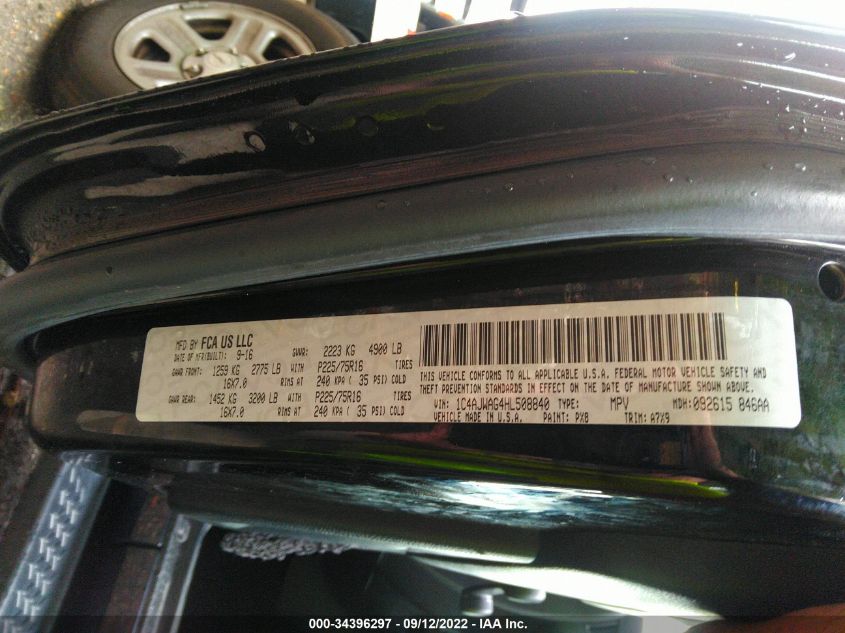 MFD BY FCA US LLC
DATE OF MFR(BUILT): 9-16 GVWR: 2223 KG 4900 LB
GAWR FRONT: 1259 KG 2775 LB WITH P225/75R16 TIRES
16X7.0 RIMS AT 240 KPA ( 35 PSI) COLD
GAWR REAR: 1452 KG 3200 LB WITH P225/75R16 TIRES
16X7.0 RIMS AT 240 KPA ( 35 PSI) COLD
THIS VEHICLE CONFORMS TO ALL APPLICABLE U.S.A. FEDERAL MOTOR VEHICLE SAFETY AND
THEFT PREVENTION STANDARDS IN EFFECT ON THE DATE OF MANUFACTURE SHOWN ABOVE.
VIN: 1C4AJWAG4HL508840 TYPE: MPV MDH: 092615 846AA
VEHICLE MADE IN U.S.A. PAINT: PX8 TRIM: A7X9
000-34396297 - 09/12/2022 - IAA Inc.